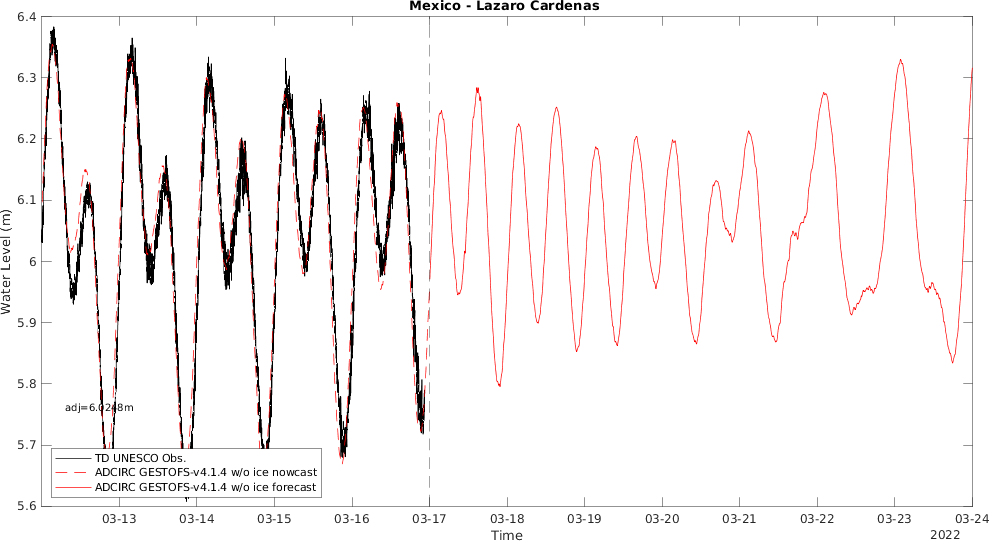 Mexico - Lazaro Cardenas
6.4
6.3
6.2
6.1
6
5.9
5.8
5.7
5.6
Water Level (m)
adj=6.0248m
TD UNESCO Obs.
ADCIRC GESTOFS-v4.1.4 w/o ice nowcast
ADCIRC GESTOFS-v4.1.4 w/o ice forecast
03-13 03-14 03-15 03-16 03-17 03-18 03-19 03-20 03-21 03-22 03-23 03-24
Time
2022